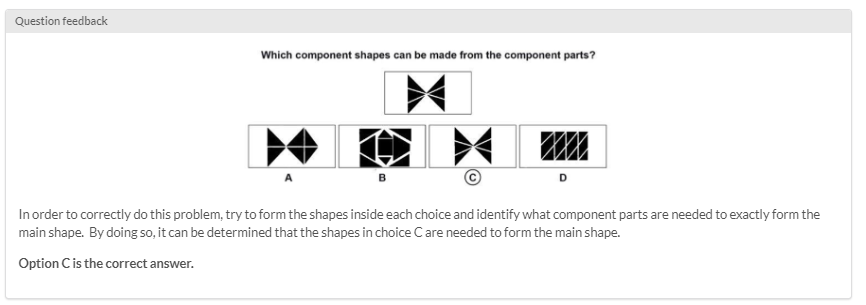 Question feedback
Which component shapes can be made from the component parts?
A B C D
In order to correctly do this problem, try to form the shapes inside each choice and identify what component parts are needed to exactly form the
main shape. By doing so, it can be determined that the shapes in choice C are needed to form the main shape.
Option C is the correct answer.